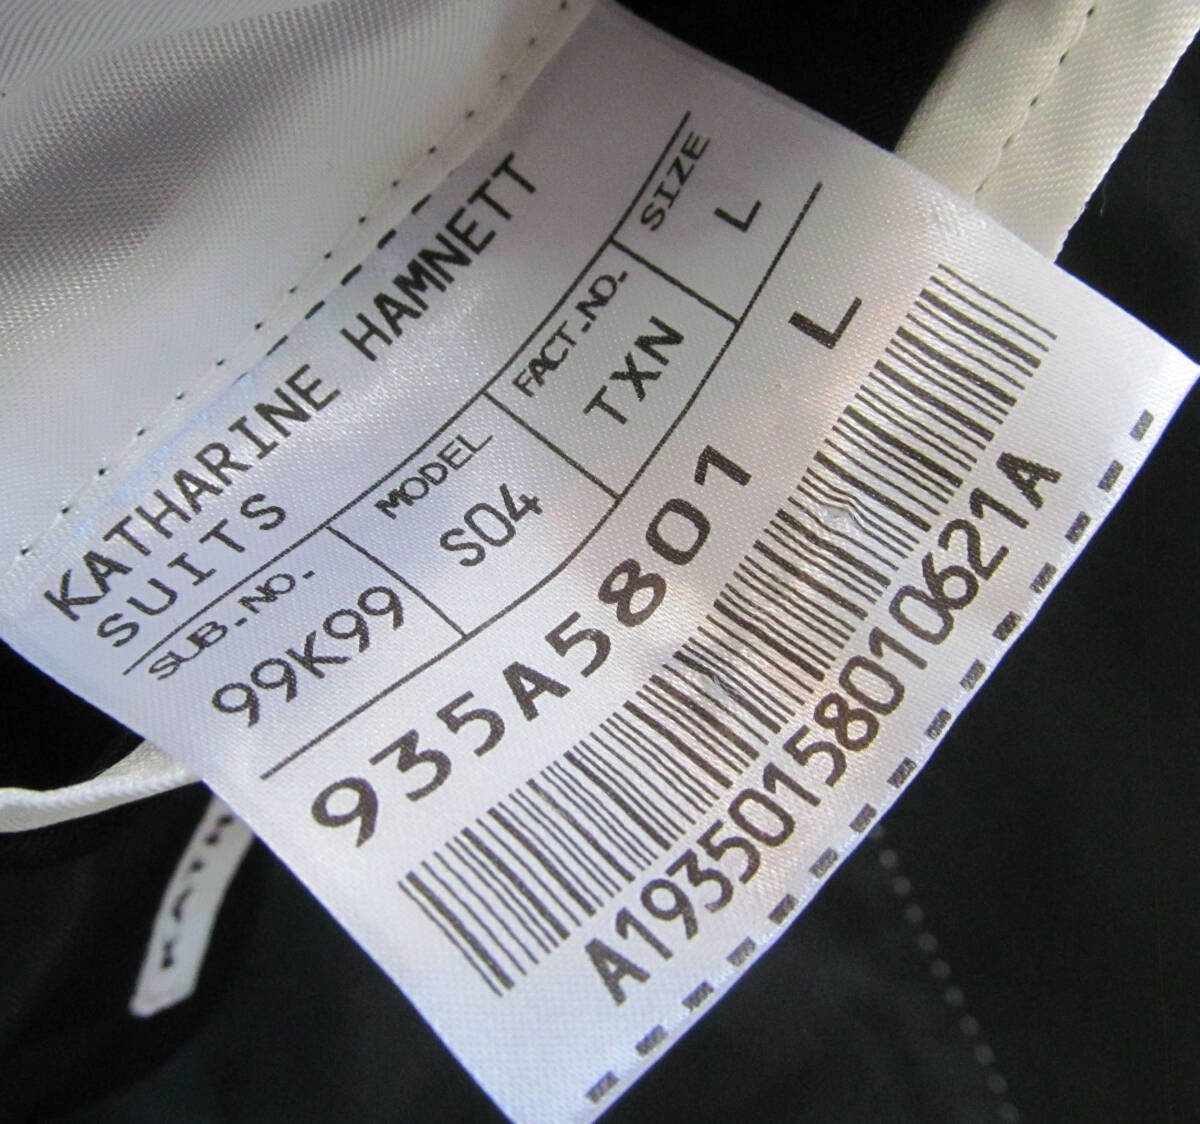 KATHARINE HAMNETT
SUITS
SUB.NO. MODEL FACT.NO. SIZE
99K99 S04 TXN L
935A5801 L
A19350158010621A